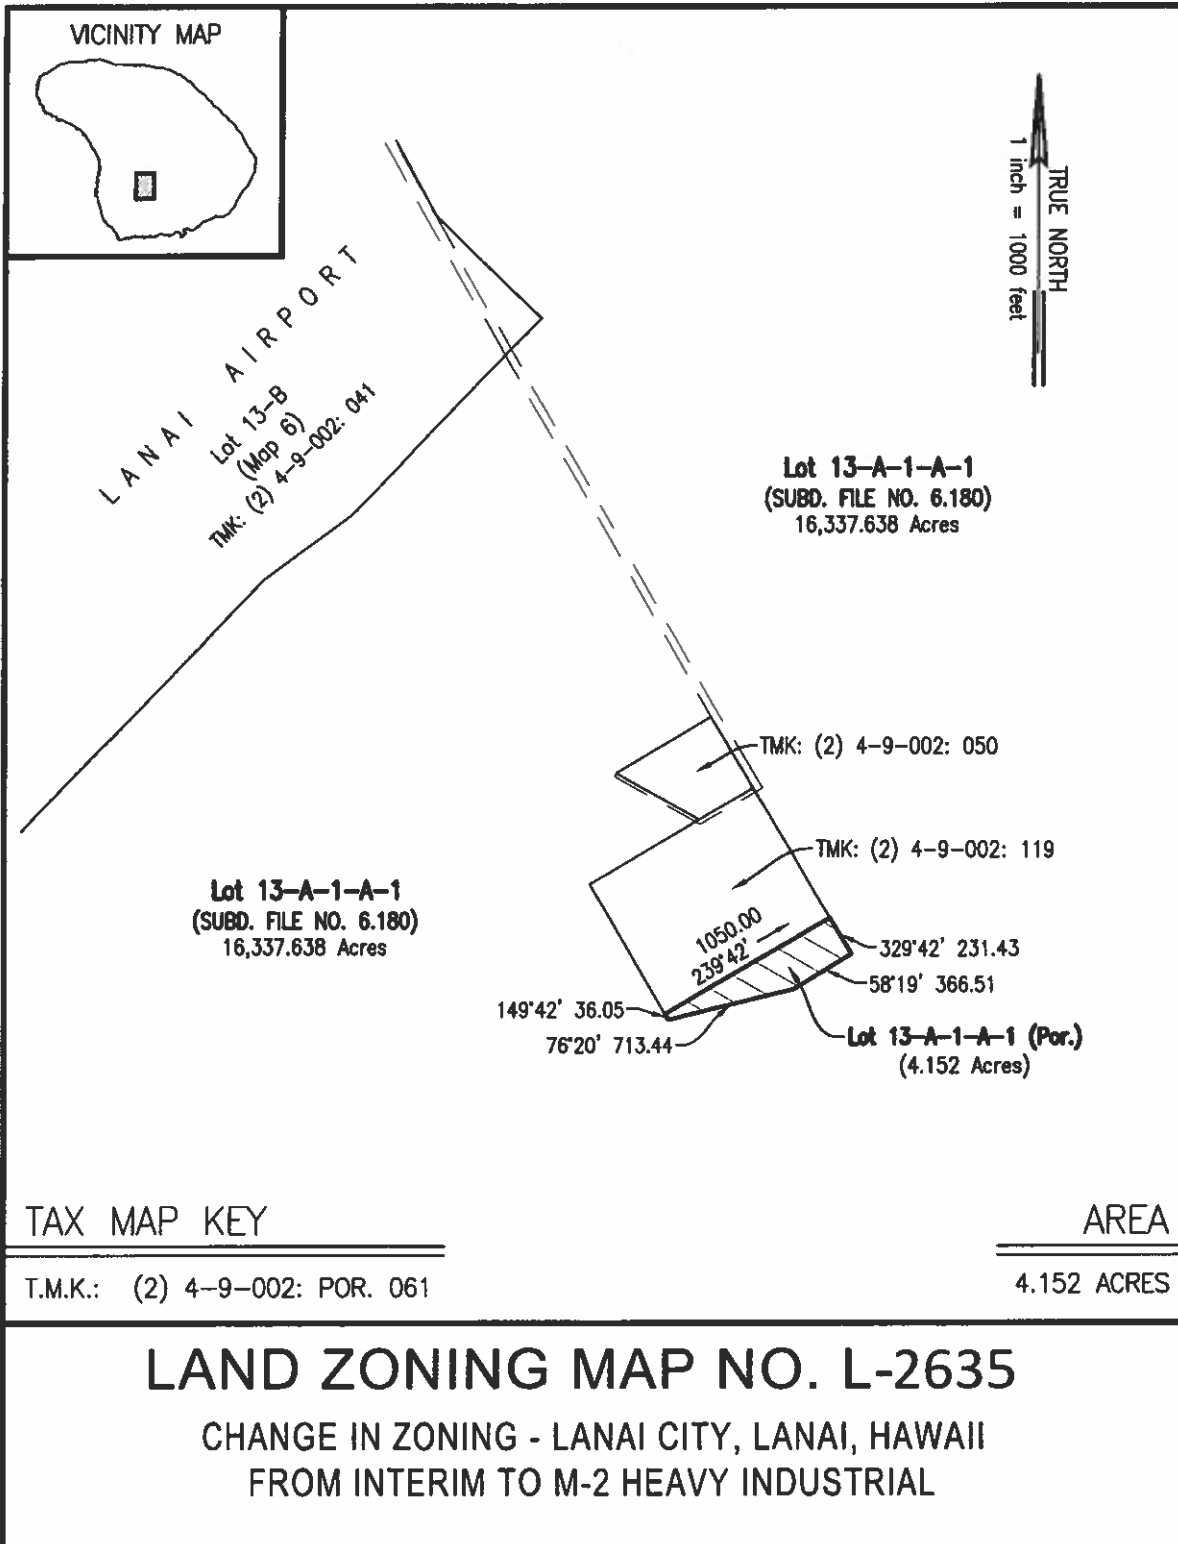 VICINITY MAP
TRUE NORTH
1 inch = 1000 feet
LANAI AIRPORT
Lot 13-B
(Map 6)
TMK: (2) 4-9-002: 041
Lot 13-A-1-A-1
(SUBD. FILE NO. 6.180)
16,337.638 Acres
TMK: (2) 4-9-002: 050
TMK: (2) 4-9-002: 119
Lot 13-A-1-A-1
(SUBD. FILE NO. 6.180)
16,337.638 Acres
1050.00
239°42'
329°42' 231.43
58°19' 366.51
149°42' 36.05
76°20' 713.44
Lot 13-A-1-A-1 (Por.)
(4.152 Acres)
TAX MAP KEY
AREA
T.M.K.: (2) 4-9-002: POR. 061
4.152 ACRES
LAND ZONING MAP NO. L-2635
CHANGE IN ZONING - LANAI CITY, LANAI, HAWAII
FROM INTERIM TO M-2 HEAVY INDUSTRIAL